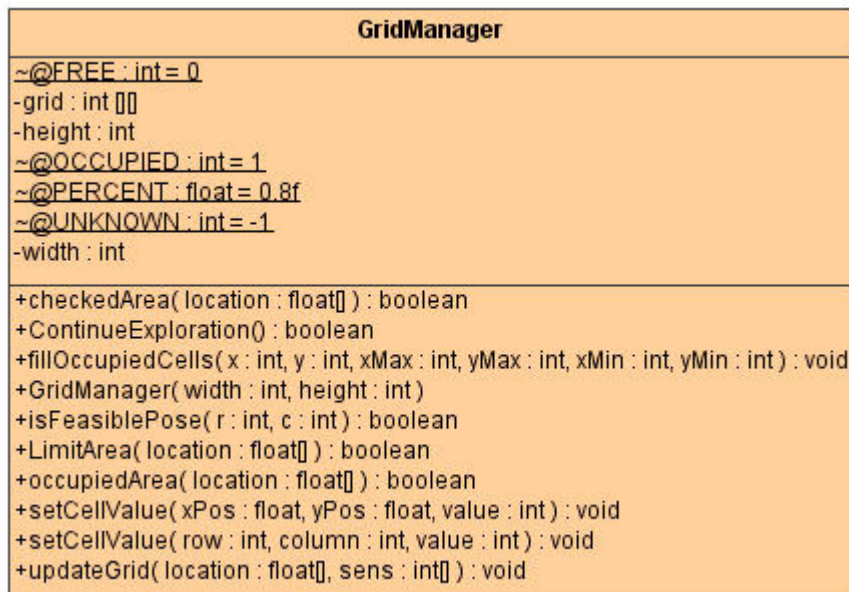 GridManager
~@FREE : int = 0
-grid : int [][]
-height : int
~@OCCUPIED : int = 1
~@PERCENT : float = 0.8f
~@UNKNOWN : int = -1
-width : int
+checkedArea( location : float[] ) : boolean
+ContinueExploration() : boolean
+fillOccupiedCells( x : int, y : int, xMax : int, yMax : int, xMin : int, yMin : int ) : void
+GridManager( width : int, height : int )
+isFeasiblePose( r : int, c : int ) : boolean
+LimitArea( location : float[] ) : boolean
+occupiedArea( location : float[] ) : boolean
+setCellValue( xPos : float, yPos : float, value : int ) : void
+setCellValue( row : int, column : int, value : int ) : void
+updateGrid( location : float[], sens : int[] ) : void